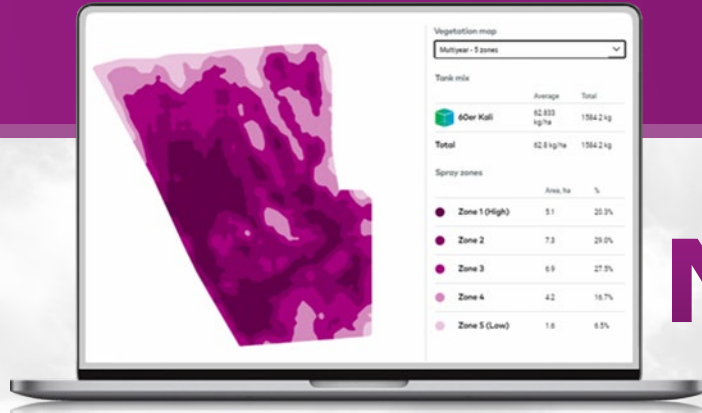 Vegetation map
Multiyear - 5 zones
Tank mix
Average Total
60er Kali 62.833 kg/ha 1584.2 kg
Total 62.8 kg/ha 1584.2 kg
Spray zones
Area, ha %
Zone 1 (High) 5.1 20.3%
Zone 2 7.3 29.0%
Zone 3 6.9 27.5%
Zone 4 4.2 16.7%
Zone 5 (Low) 1.6 6.5%
N